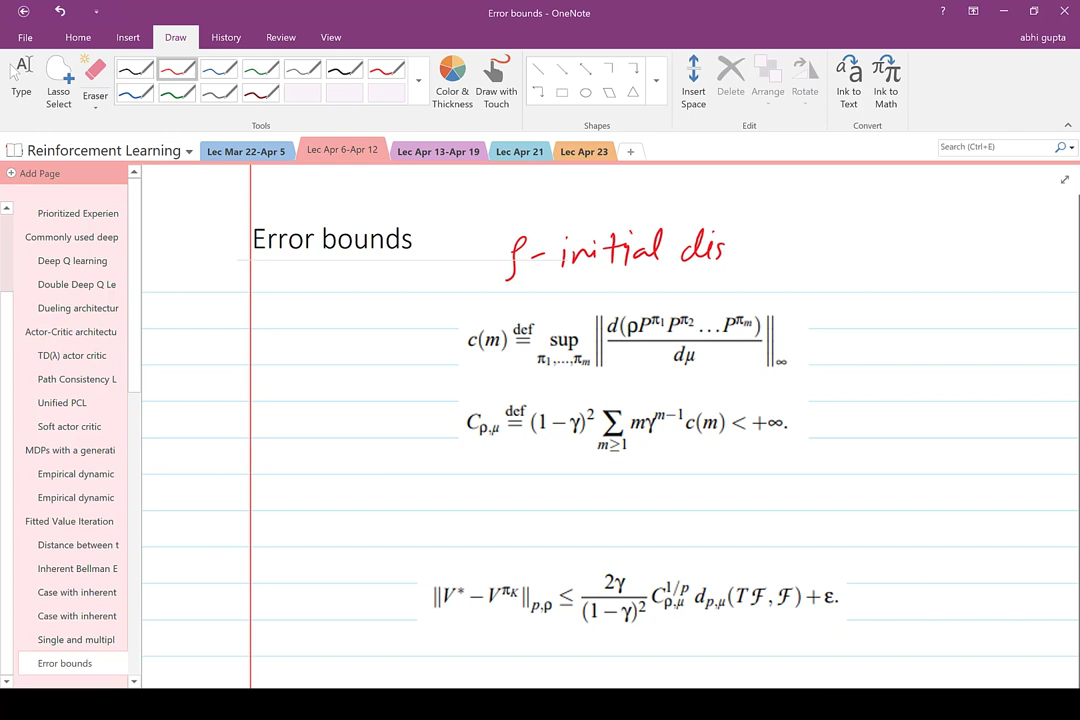 Error bounds - OneNote
?
File Home Insert Draw History Review View abhi gupta
Type Lasso Select Eraser Color & Thickness Draw with Touch Insert Space Delete Arrange Rotate Ink to Text Ink to Math
Tools Shapes Edit Convert
Reinforcement Learning Lec Mar 22-Apr 5 Lec Apr 6-Apr 12 Lec Apr 13-Apr 19 Lec Apr 21 Lec Apr 23 + Search (Ctrl+E)
Add Page
Prioritized Experien
Commonly used deep
Deep Q learning
Double Deep Q Le
Dueling architectur
Actor-Critic architectu
TD(λ) actor critic
Path Consistency L
Unified PCL
Soft actor critic
MDPs with a generati
Empirical dynamic
Empirical dynamic
Fitted Value Iteration
Distance between t
Inherent Bellman E
Case with inherent
Case with inherent
Single and multipl
Error bounds
Error bounds
ρ - initial dis
c(m) def= sup_{π₁,...,πₘ} ‖ d(ρP^{π₁}P^{π₂}...P^{πₘ}) / dμ ‖_∞
C_{ρ,μ} def= (1 − γ)² ∑_{m≥1} mγ^{m−1}c(m) < +∞.
‖V* − V^{π_K}‖_{p,ρ} ≤ 2γ / (1 − γ)² C_{ρ,μ}^{1/p} d_{p,μ}(TF, F) + ε.